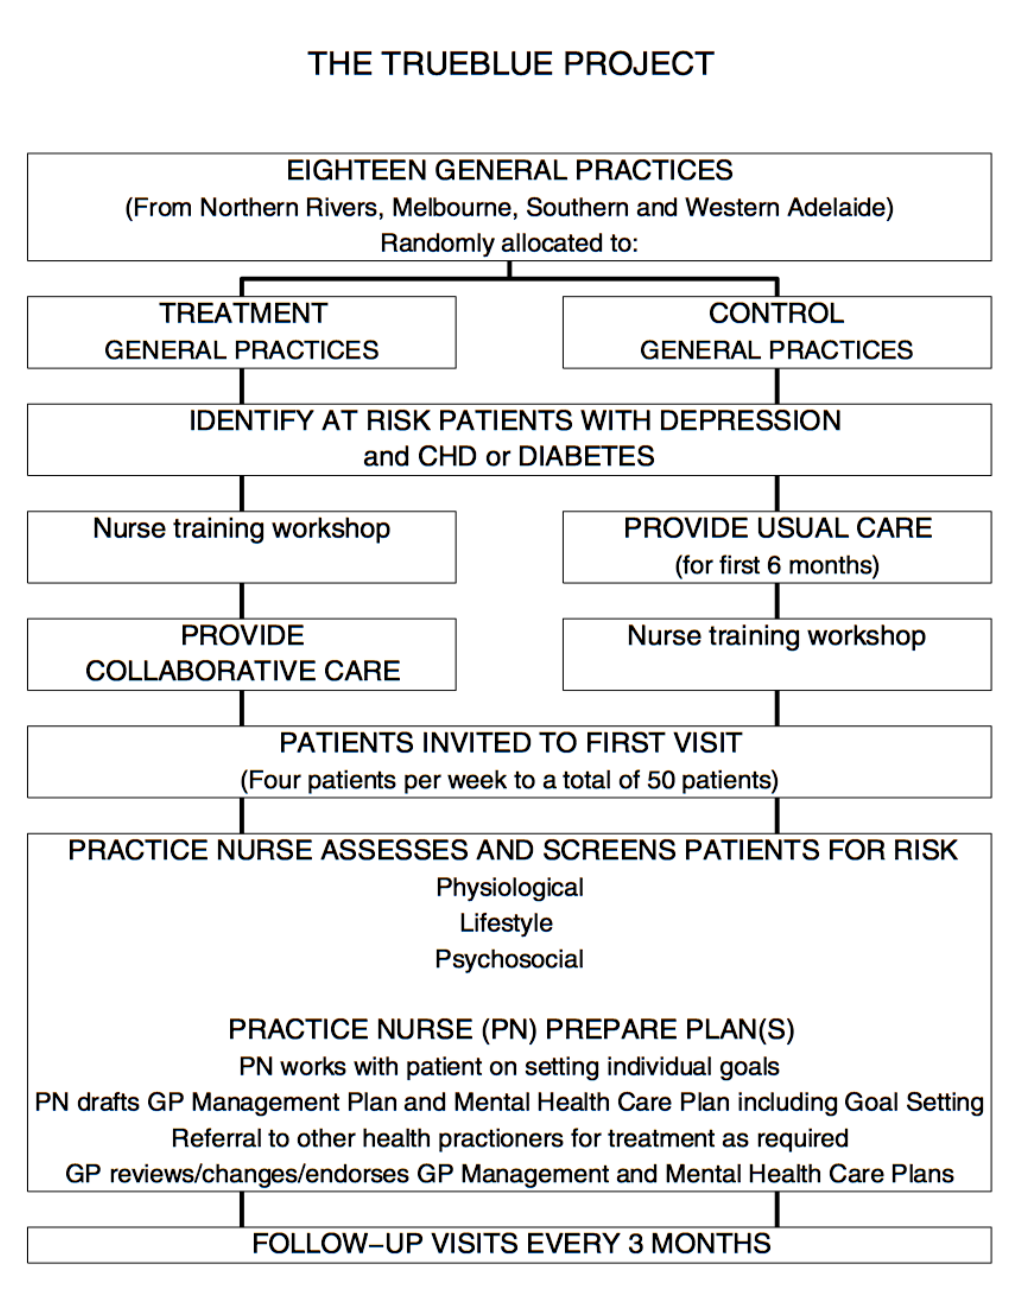 THE TRUEBLUE PROJECT
EIGHTEEN GENERAL PRACTICES
(From Northern Rivers, Melbourne, Southern and Western Adelaide)
Randomly allocated to:
TREATMENT
GENERAL PRACTICES
CONTROL
GENERAL PRACTICES
IDENTIFY AT RISK PATIENTS WITH DEPRESSION
and CHD or DIABETES
Nurse training workshop
PROVIDE USUAL CARE
(for first 6 months)
PROVIDE
COLLABORATIVE CARE
Nurse training workshop
PATIENTS INVITED TO FIRST VISIT
(Four patients per week to a total of 50 patients)
PRACTICE NURSE ASSESSES AND SCREENS PATIENTS FOR RISK
Physiological
Lifestyle
Psychosocial
PRACTICE NURSE (PN) PREPARE PLAN(S)
PN works with patient on setting individual goals
PN drafts GP Management Plan and Mental Health Care Plan including Goal Setting
Referral to other health practioners for treatment as required
GP reviews/changes/endorses GP Management and Mental Health Care Plans
FOLLOW–UP VISITS EVERY 3 MONTHS